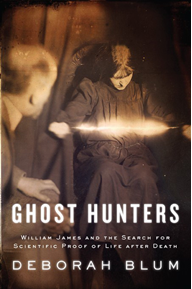 GHOST HUNTERS
WILLIAM JAMES AND THE SEARCH FOR
SCIENTIFIC PROOF OF LIFE AFTER DEATH
DEBORAH BLUM